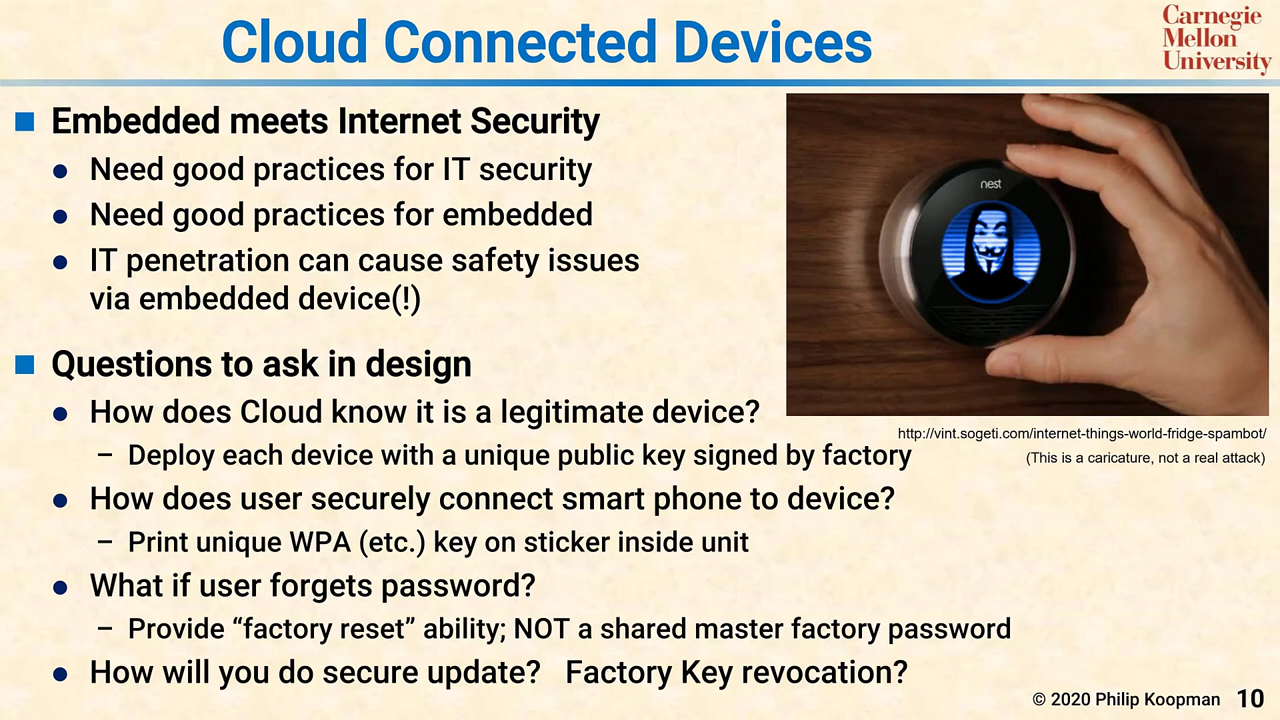 Cloud Connected Devices
Carnegie
Mellon
University
Embedded meets Internet Security
Need good practices for IT security
Need good practices for embedded
IT penetration can cause safety issues
via embedded device(!)
nest
http://vint.sogeti.com/internet-things-world-fridge-spambot/
(This is a caricature, not a real attack)
Questions to ask in design
How does Cloud know it is a legitimate device?
– Deploy each device with a unique public key signed by factory
How does user securely connect smart phone to device?
– Print unique WPA (etc.) key on sticker inside unit
What if user forgets password?
– Provide “factory reset” ability; NOT a shared master factory password
How will you do secure update? Factory Key revocation?
© 2020 Philip Koopman 10